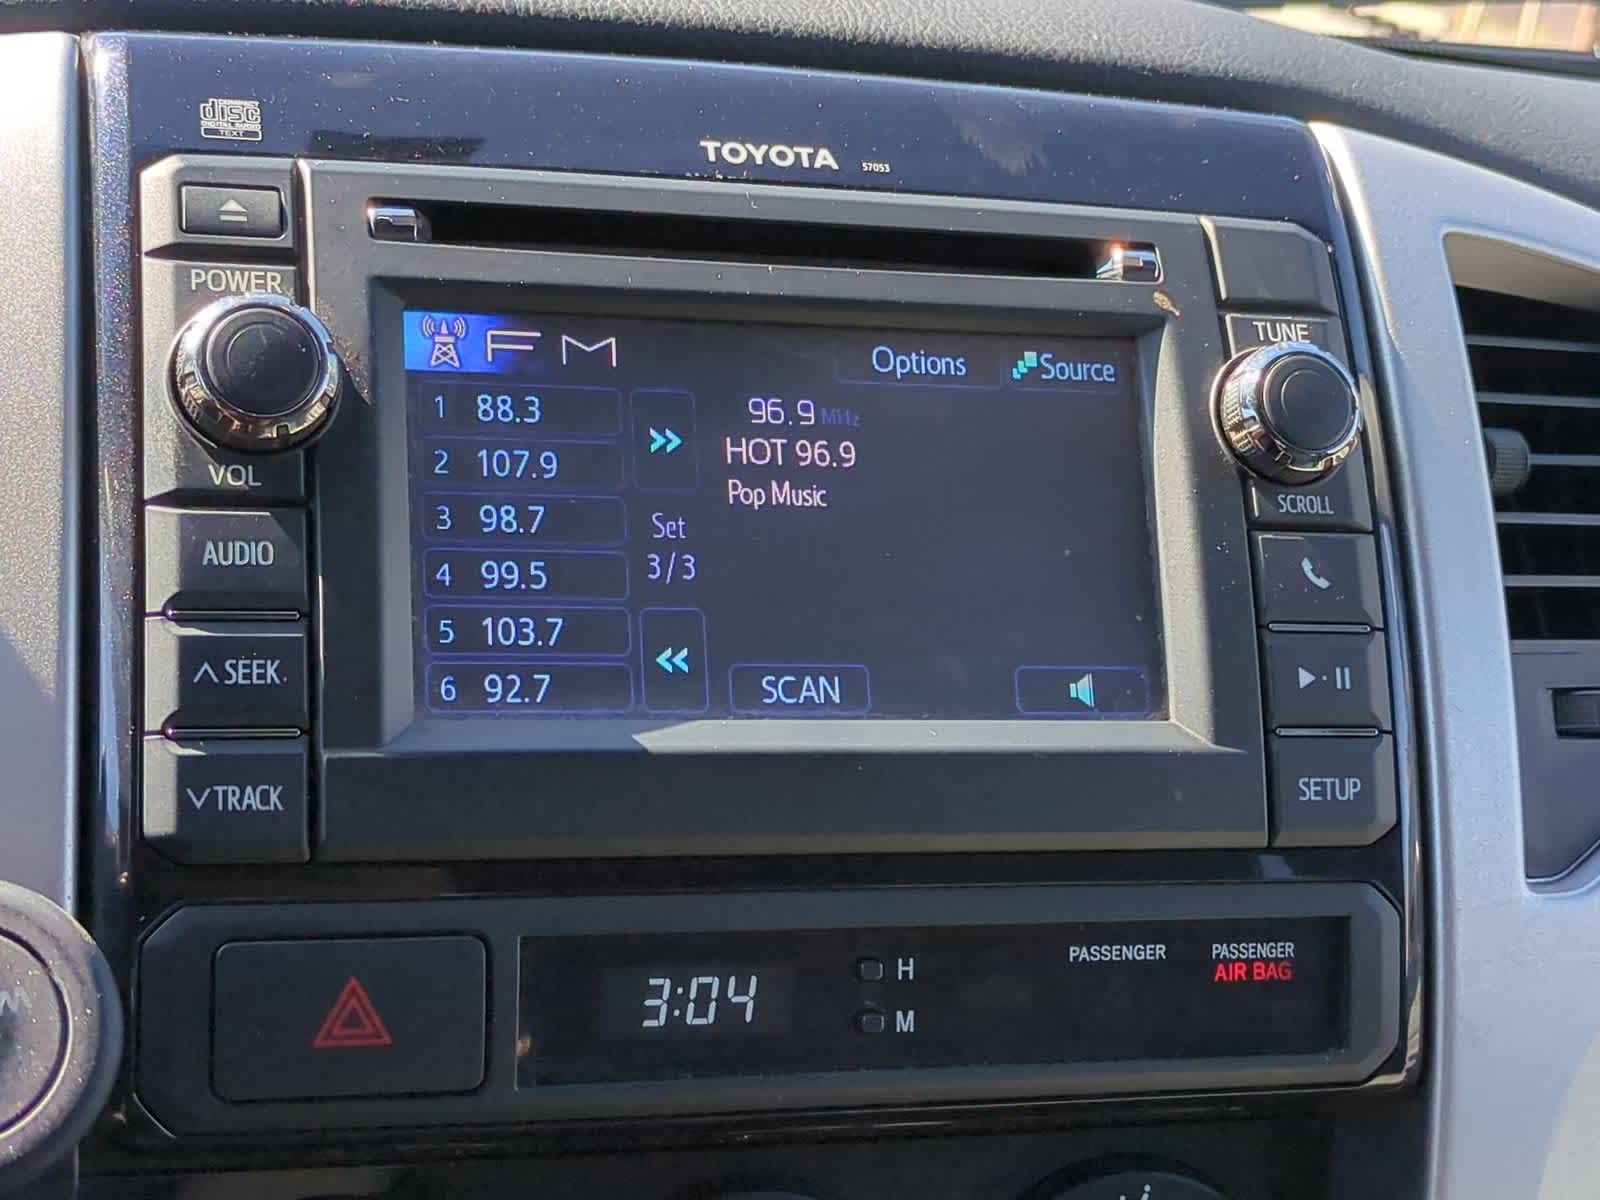 COMPACT
disc
DIGITAL AUDIO
TEXT
TOYOTA 57053
POWER
VOL
AUDIO
∧ SEEK
∨ TRACK
FM
Options
Source
1 88.3
2 107.9
3 98.7
4 99.5
5 103.7
6 92.7
Set
3/3
96.9 MHz
HOT 96.9
Pop Music
SCAN
TUNE
SCROLL
SETUP
3:04
H
M
PASSENGER
PASSENGER
AIR BAG